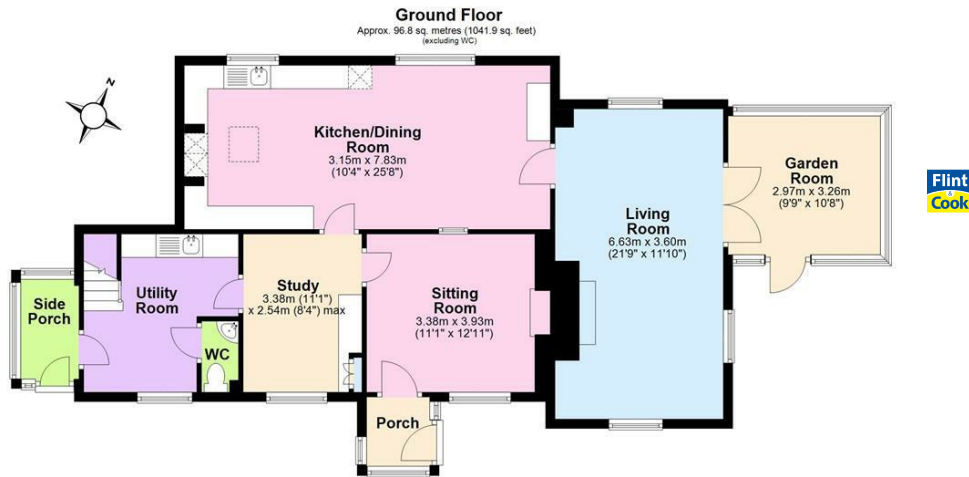 Ground Floor
Approx. 96.8 sq. metres (1041.9 sq. feet)
(excluding WC)
N
Kitchen/Dining
Room
3.15m x 7.83m
(10'4" x 25'8")
Garden
Room
2.97m x 3.26m
(9'9" x 10'8")
Flint
&
Cook
Living
Room
6.63m x 3.60m
(21'9" x 11'10")
Side
Porch
Utility
Room
Study
3.38m (11'1")
x 2.54m (8'4") max
Sitting
Room
3.38m x 3.93m
(11'1" x 12'11")
WC
Porch